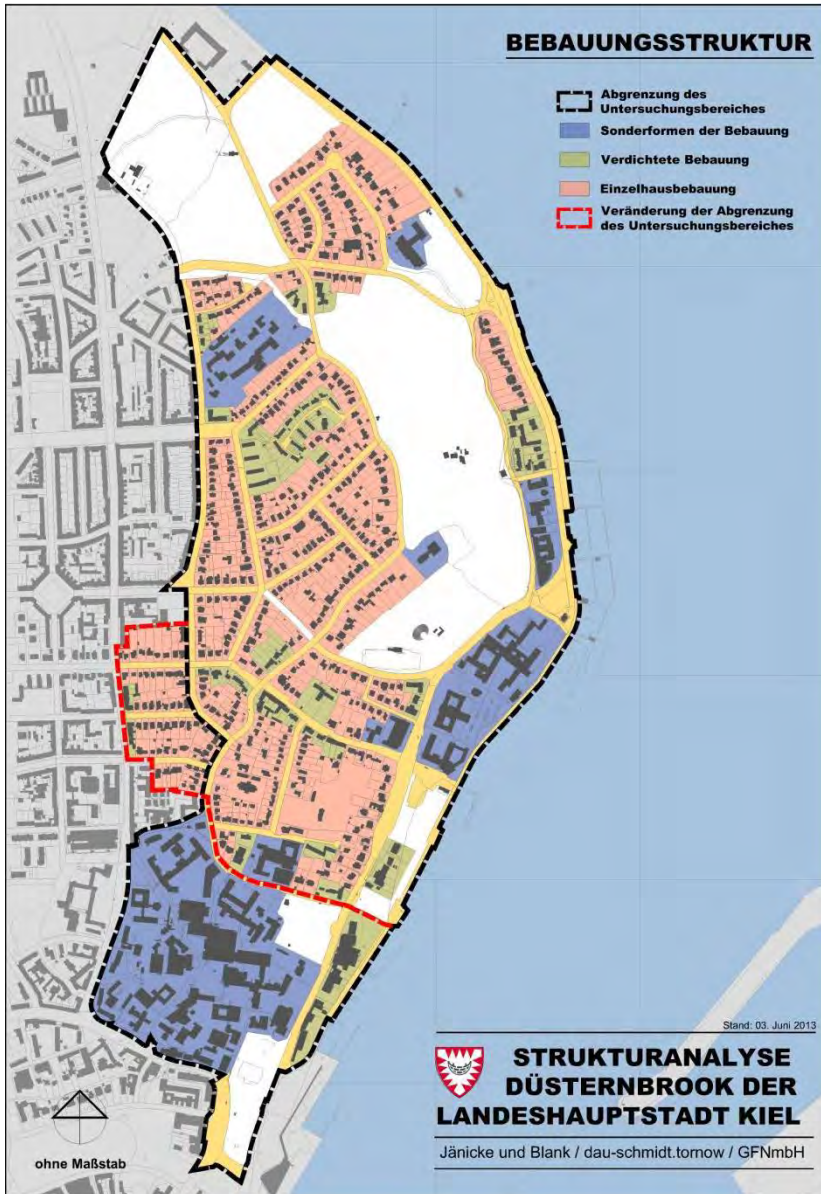 BEBAUUNGSSTRUKTUR
Abgrenzung des
Untersuchungsbereiches
Sonderformen der Bebauung
Verdichtete Bebauung
Einzelhausbebauung
Veränderung der Abgrenzung
des Untersuchungsbereiches
Stand: 03. Juni 2013
STRUKTURANALYSE
DÜSTERNBROOK DER
LANDESHAUPTSTADT KIEL
Jänicke und Blank / dau-schmidt.tornow / GFNmbH
ohne Maßstab